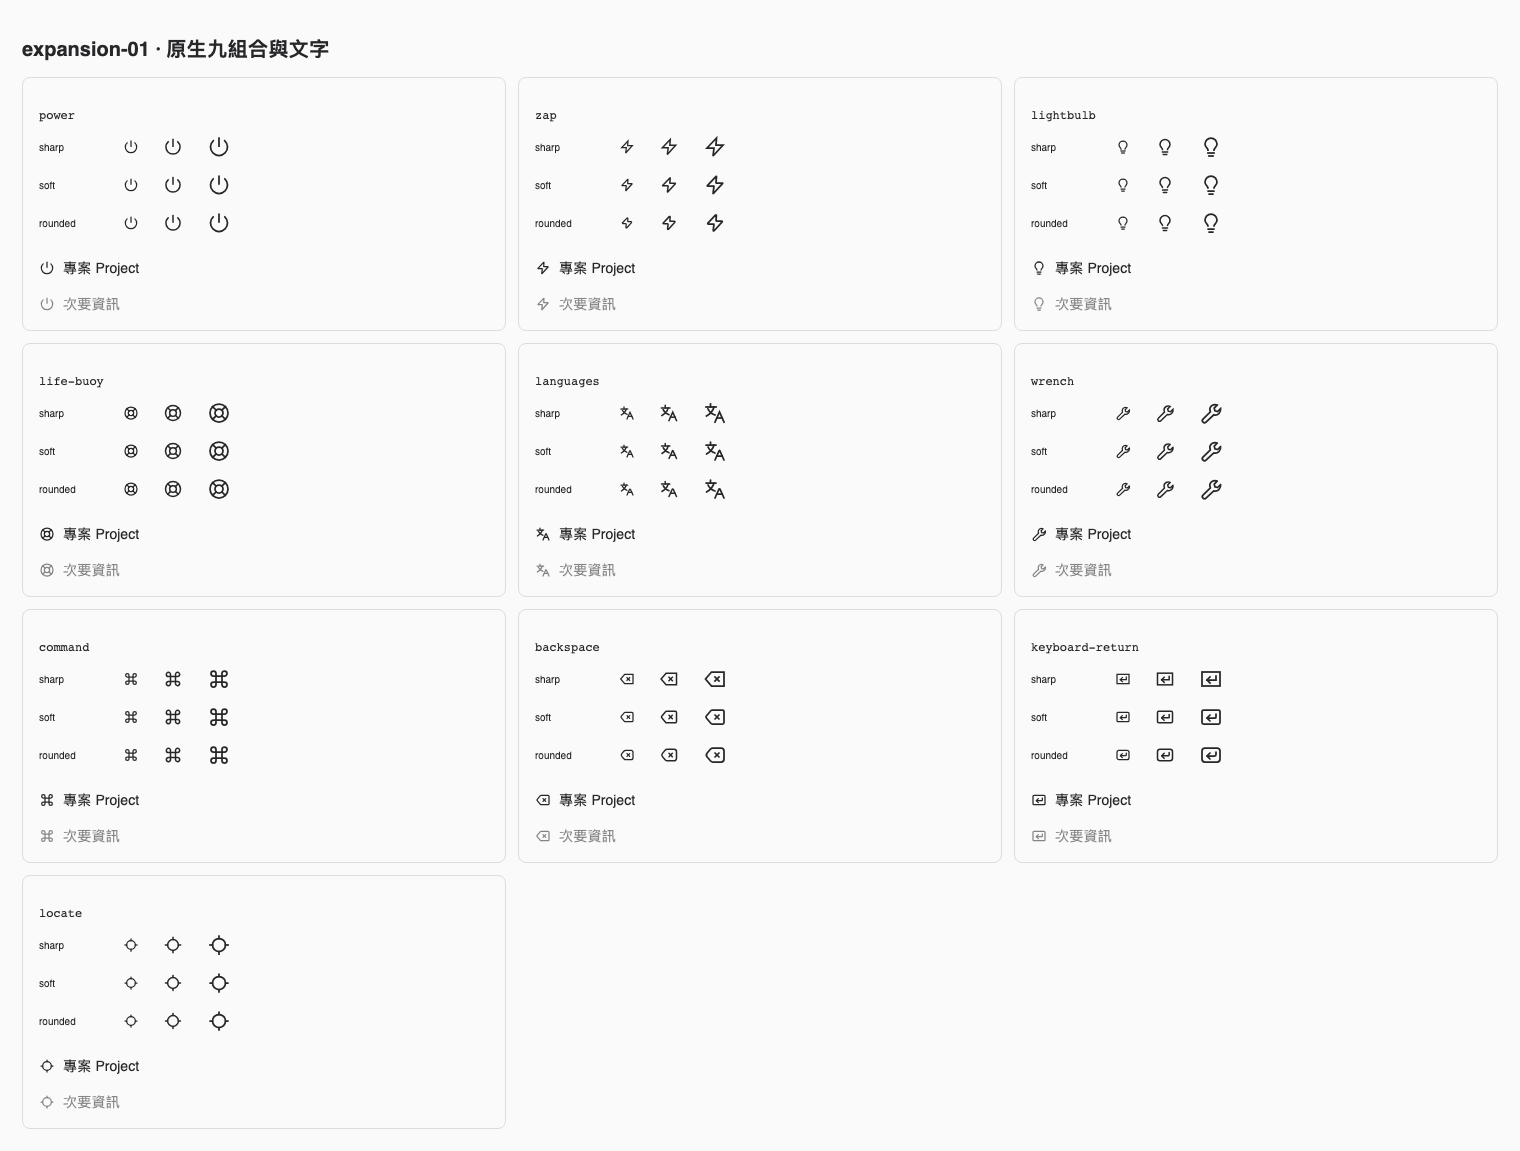 expansion-01 · 原生九組合與文字
power
sharp
soft
rounded
專案 Project
次要資訊
zap
sharp
soft
rounded
專案 Project
次要資訊
lightbulb
sharp
soft
rounded
專案 Project
次要資訊
life-buoy
sharp
soft
rounded
專案 Project
次要資訊
languages
sharp
soft
rounded
專案 Project
次要資訊
wrench
sharp
soft
rounded
專案 Project
次要資訊
command
sharp
soft
rounded
專案 Project
次要資訊
backspace
sharp
soft
rounded
專案 Project
次要資訊
keyboard-return
sharp
soft
rounded
專案 Project
次要資訊
locate
sharp
soft
rounded
專案 Project
次要資訊